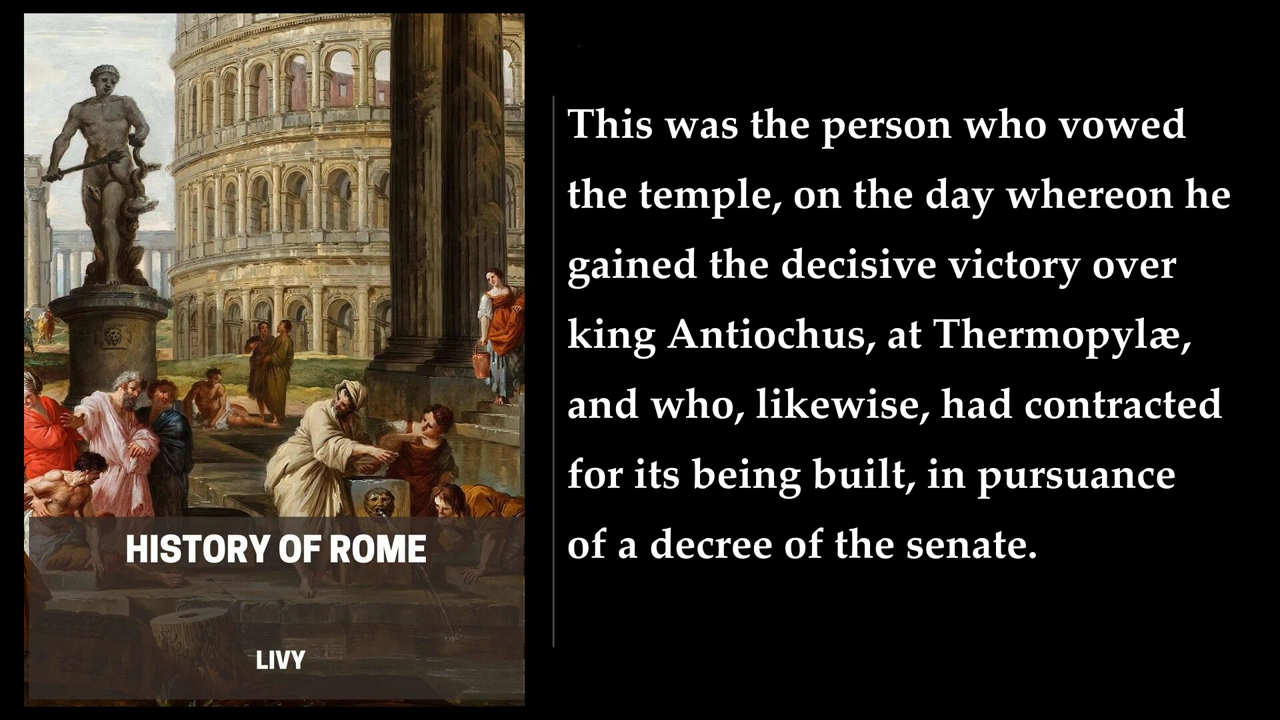 HISTORY OF ROME
LIVY
This was the person who vowed
the temple, on the day whereon he
gained the decisive victory over
king Antiochus, at Thermopylæ,
and who, likewise, had contracted
for its being built, in pursuance
of a decree of the senate.